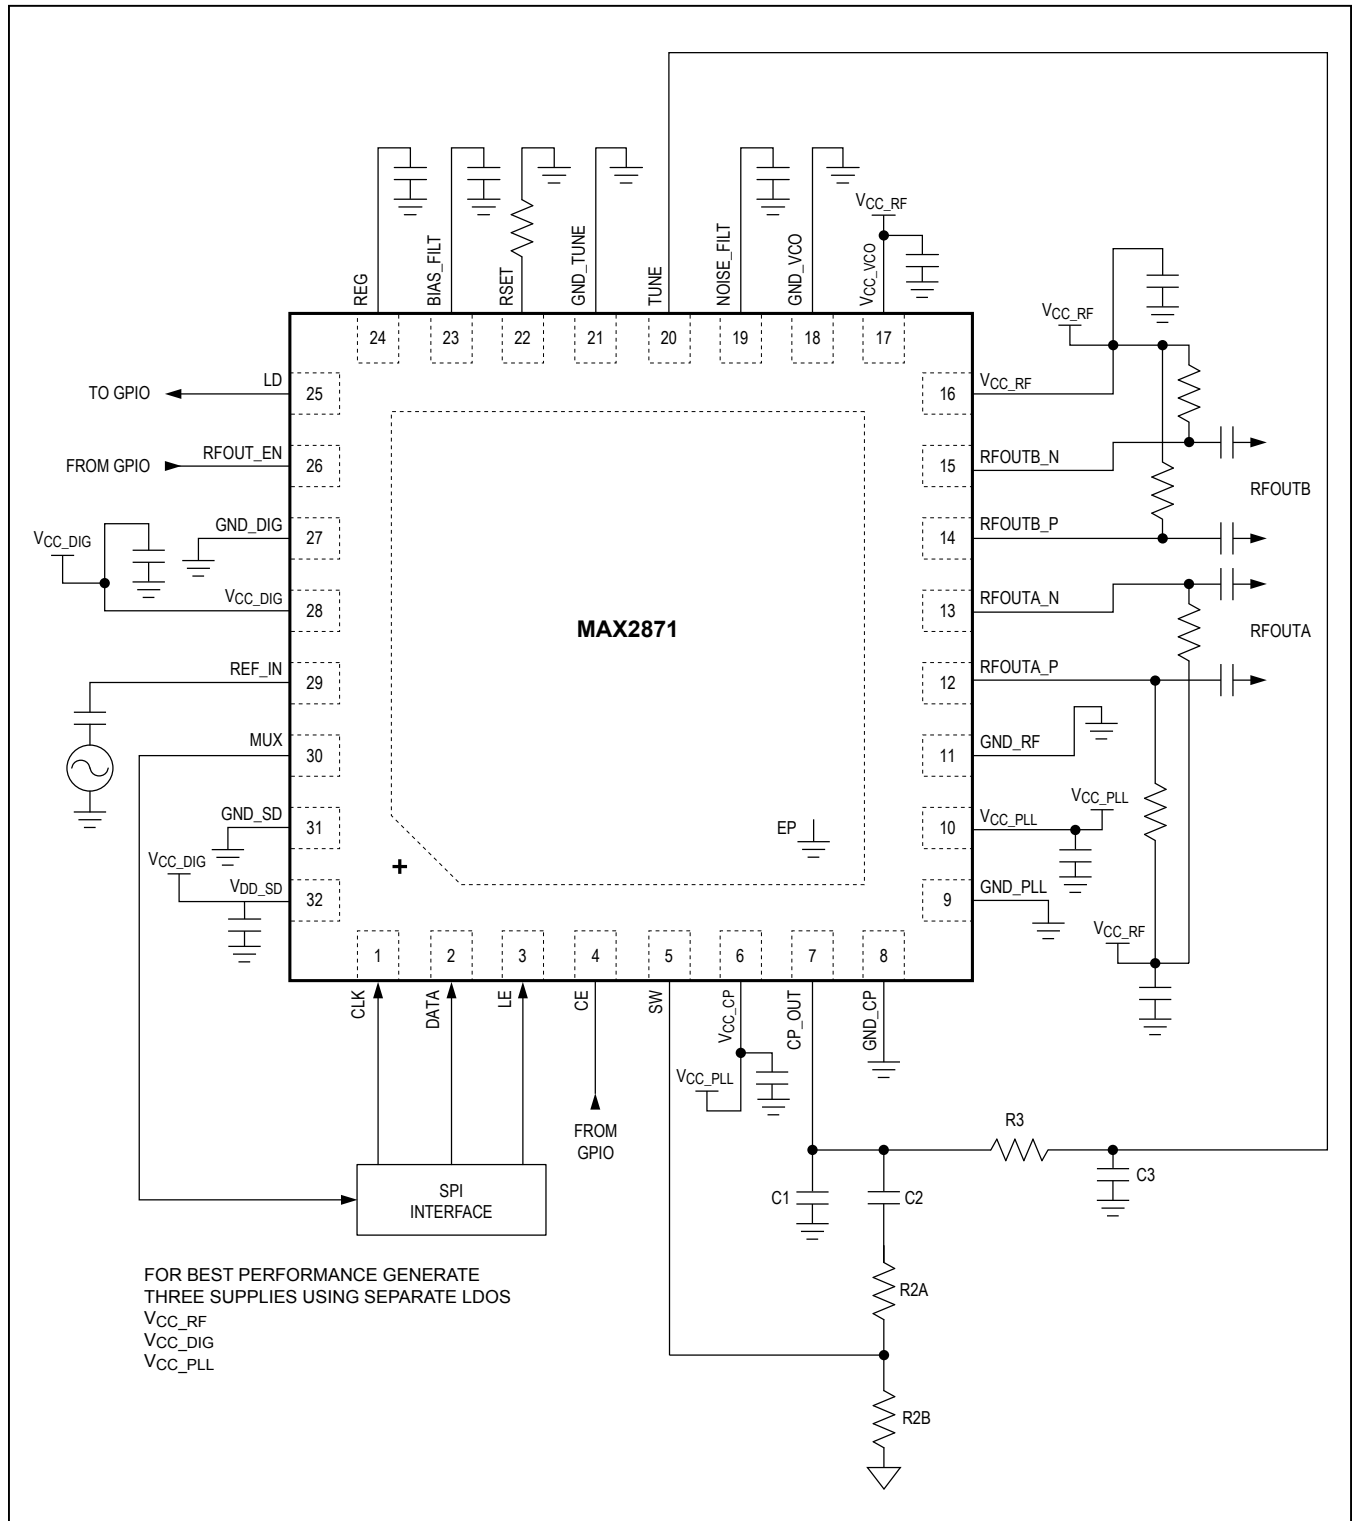 REG
BIAS_FILT
RSET
GND_TUNE
TUNE
NOISE_FILT
GND_VCO
VCC_RF
VCC_VCO
24
23
22
21
20
19
18
17
TO GPIO
LD
25
FROM GPIO
RFOUT_EN
26
GND_DIG
27
VCC_DIG
VCC_DIG
28
REF_IN
29
MUX
30
GND_SD
31
VCC_DIG
VDD_SD
32
MAX2871
EP
+
VCC_RF
16
VCC_RF
15
RFOUTB_N
RFOUTB
14
RFOUTB_P
13
RFOUTA_N
RFOUTA
12
RFOUTA_P
11
GND_RF
10
VCC_PLL
VCC_PLL
9
GND_PLL
VCC_RF
1
2
3
4
5
6
7
8
CLK
DATA
LE
CE
SW
VCC_CP
CP_OUT
GND_CP
VCC_PLL
FROM
GPIO
R3
C1
C2
C3
R2A
R2B
SPI
INTERFACE
FOR BEST PERFORMANCE GENERATE
THREE SUPPLIES USING SEPARATE LDOS
VCC_RF
VCC_DIG
VCC_PLL